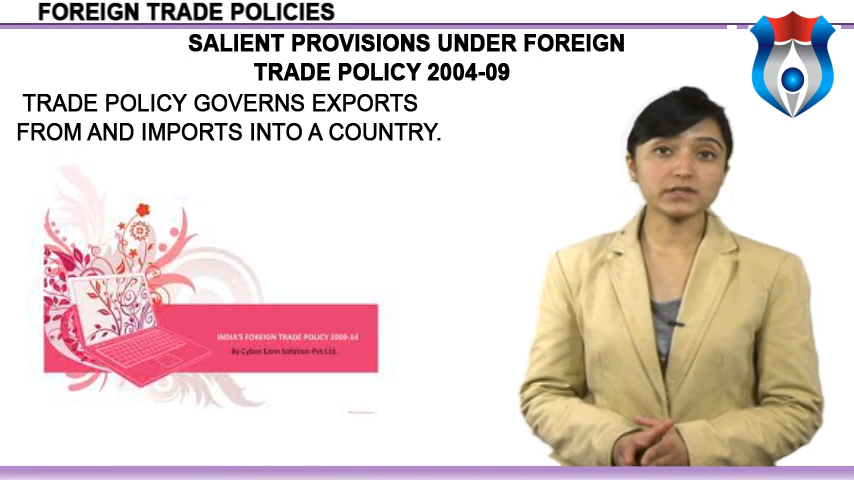 FOREIGN TRADE POLICIES
SALIENT PROVISIONS UNDER FOREIGN
TRADE POLICY 2004-09
TRADE POLICY GOVERNS EXPORTS
FROM AND IMPORTS INTO A COUNTRY.
INDIA'S FOREIGN TRADE POLICY 2009-14
By Cybex Exim Solution Pvt.Ltd.